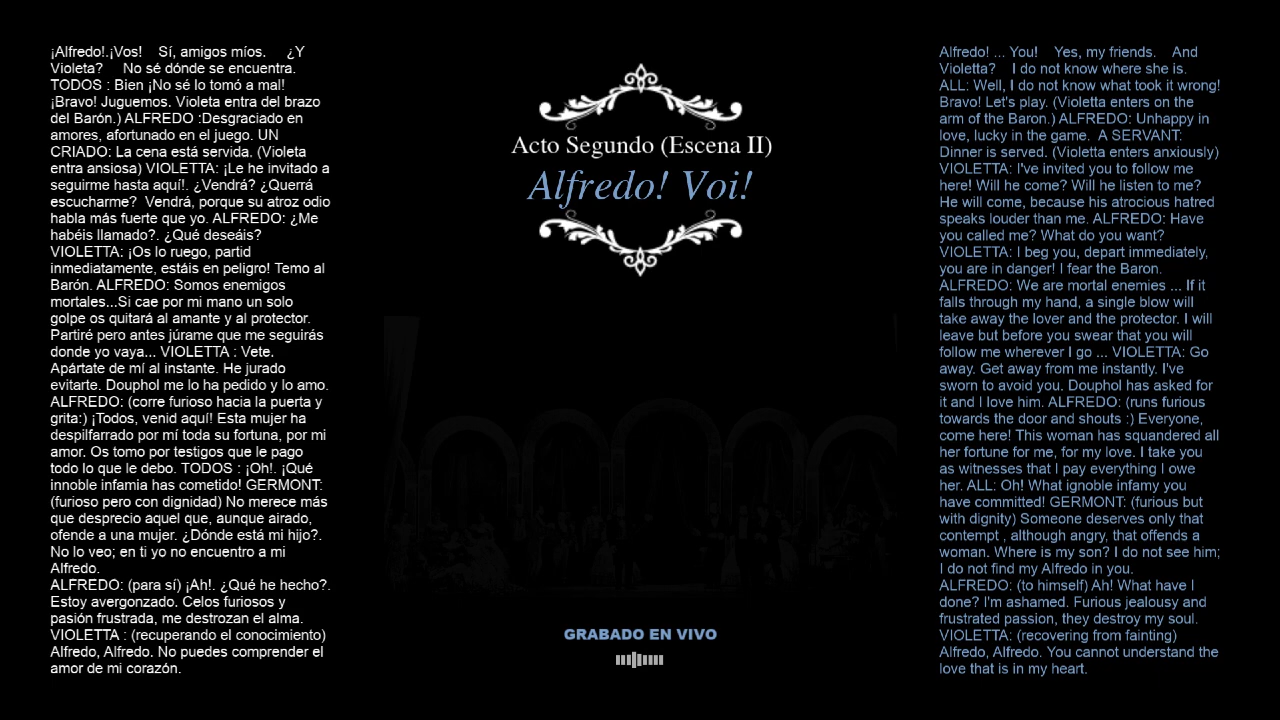 ¡Alfredo!.¡Vos! Sí, amigos míos. ¿Y
Violeta? No sé dónde se encuentra.
TODOS : Bien ¡No sé lo tomó a mal!
¡Bravo! Juguemos. Violeta entra del brazo
del Barón.) ALFREDO :Desgraciado en
amores, afortunado en el juego. UN
CRIADO: La cena está servida. (Violeta
entra ansiosa) VIOLETTA: ¡Le he invitado a
seguirme hasta aquí!. ¿Vendrá? ¿Querrá
escucharme? Vendrá, porque su atroz odio
habla más fuerte que yo. ALFREDO: ¿Me
habéis llamado?. ¿Qué deseáis?
VIOLETTA: ¡Os lo ruego, partid
inmediatamente, estáis en peligro! Temo al
Barón. ALFREDO: Somos enemigos
mortales...Si cae por mi mano un solo
golpe os quitará al amante y al protector.
Partiré pero antes júrame que me seguirás
donde yo vaya... VIOLETTA : Vete.
Apártate de mí al instante. He jurado
evitarte. Douphol me lo ha pedido y lo amo.
ALFREDO: (corre furioso hacia la puerta y
grita:) ¡Todos, venid aquí! Esta mujer ha
despilfarrado por mí toda su fortuna, por mi
amor. Os tomo por testigos que le pago
todo lo que le debo. TODOS : ¡Oh!. ¡Qué
innoble infamia has cometido! GERMONT:
(furioso pero con dignidad) No merece más
que desprecio aquel que, aunque airado,
ofende a una mujer. ¿Dónde está mi hijo?.
No lo veo; en ti yo no encuentro a mi
Alfredo.
ALFREDO: (para sí) ¡Ah!. ¿Qué he hecho?.
Estoy avergonzado. Celos furiosos y
pasión frustrada, me destrozan el alma.
VIOLETTA : (recuperando el conocimiento)
Alfredo, Alfredo. No puedes comprender el
amor de mi corazón.
Acto Segundo (Escena II)
Alfredo! Voi!
GRABADO EN VIVO
Alfredo! ... You! Yes, my friends. And
Violetta? I do not know where she is.
ALL: Well, I do not know what took it wrong!
Bravo! Let's play. (Violetta enters on the
arm of the Baron.) ALFREDO: Unhappy in
love, lucky in the game. A SERVANT:
Dinner is served. (Violetta enters anxiously)
VIOLETTA: I've invited you to follow me
here! Will he come? Will he listen to me?
He will come, because his atrocious hatred
speaks louder than me. ALFREDO: Have
you called me? What do you want?
VIOLETTA: I beg you, depart immediately,
you are in danger! I fear the Baron.
ALFREDO: We are mortal enemies ... If it
falls through my hand, a single blow will
take away the lover and the protector. I will
leave but before you swear that you will
follow me wherever I go ... VIOLETTA: Go
away. Get away from me instantly. I've
sworn to avoid you. Douphol has asked for
it and I love him. ALFREDO: (runs furious
towards the door and shouts :) Everyone,
come here! This woman has squandered all
her fortune for me, for my love. I take you
as witnesses that I pay everything I owe
her. ALL: Oh! What ignoble infamy you
have committed! GERMONT: (furious but
with dignity) Someone deserves only that
contempt , although angry, that offends a
woman. Where is my son? I do not see him;
I do not find my Alfredo in you.
ALFREDO: (to himself) Ah! What have I
done? I'm ashamed. Furious jealousy and
frustrated passion, they destroy my soul.
VIOLETTA: (recovering from fainting)
Alfredo, Alfredo. You cannot understand the
love that is in my heart.